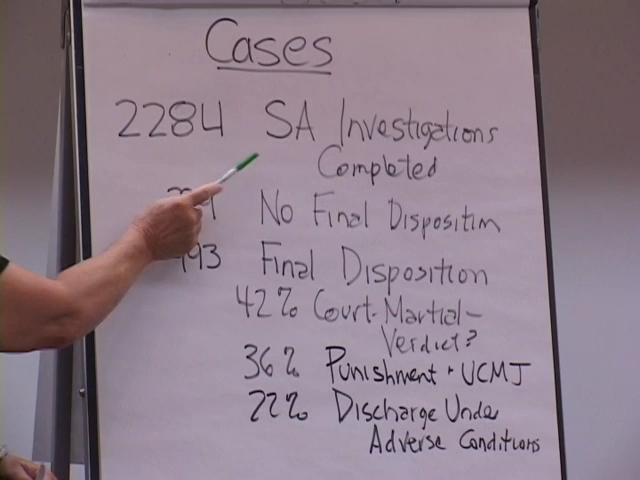 Cases
2284 SA Investigations
Completed
No Final Disposition
Final Disposition
42% Court-Martial-
Verdict?
36% Punishment + UCMJ
22% Discharge Under
Adverse Conditions